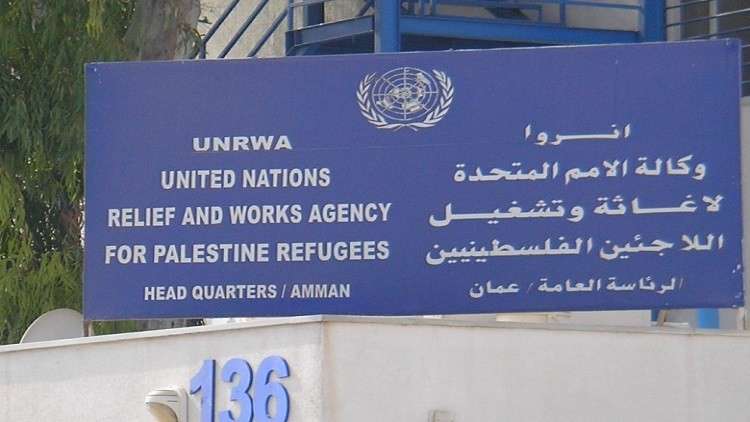 UNRWA
UNITED NATIONS
RELIEF AND WORKS AGENCY
FOR PALESTINE REFUGEES
HEAD QUARTERS / AMMAN
انروا
وكالة الامم المتحدة
لاغاثة وتشغيل
اللاجئين الفلسطينيين
الرئاسة العامة / عمان
136